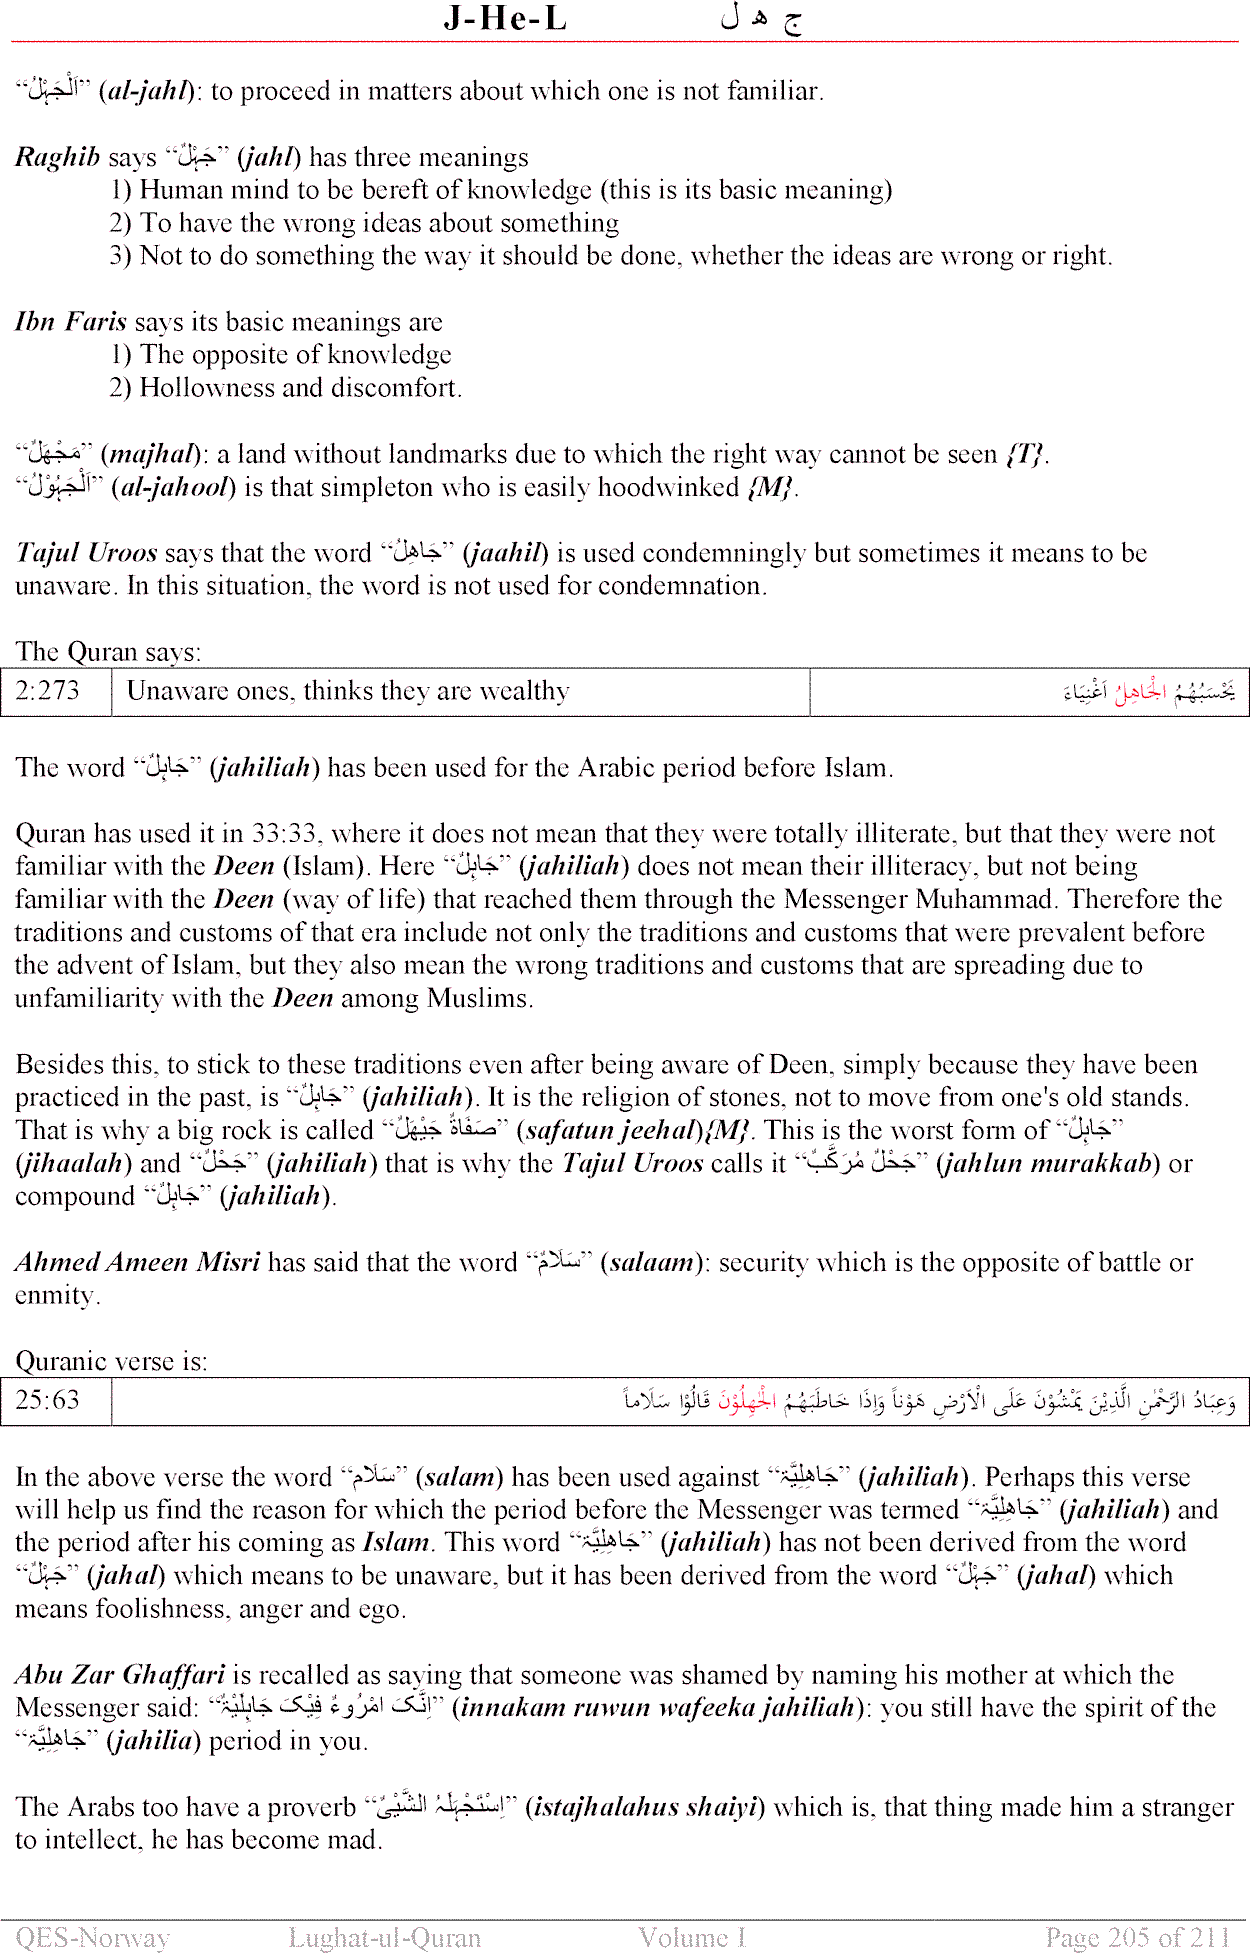 J-He-L ج ھ ل
“اَلْجَہْلُ” (al-jahl): to proceed in matters about which one is not familiar.
Raghib says “جَہْلٌ” (jahl) has three meanings
1) Human mind to be bereft of knowledge (this is its basic meaning)
2) To have the wrong ideas about something
3) Not to do something the way it should be done, whether the ideas are wrong or right.
Ibn Faris says its basic meanings are
1) The opposite of knowledge
2) Hollowness and discomfort.
“مَجْھَلٌ” (majhal): a land without landmarks due to which the right way cannot be seen {T}.
“اَلْجَہُوْلُ” (al-jahool) is that simpleton who is easily hoodwinked {M}.
Tajul Uroos says that the word “جَاھِلُ” (jaahil) is used condemningly but sometimes it means to be
unaware. In this situation, the word is not used for condemnation.
The Quran says:
2:273 Unaware ones, thinks they are wealthy يَحْسَبُهُمُ الْجَاهِلُ اَغْنِيَاءَ
The word “جَاہِلٌ” (jahiliah) has been used for the Arabic period before Islam.
Quran has used it in 33:33, where it does not mean that they were totally illiterate, but that they were not
familiar with the Deen (Islam). Here “جَاہِلٌ” (jahiliah) does not mean their illiteracy, but not being
familiar with the Deen (way of life) that reached them through the Messenger Muhammad. Therefore the
traditions and customs of that era include not only the traditions and customs that were prevalent before
the advent of Islam, but they also mean the wrong traditions and customs that are spreading due to
unfamiliarity with the Deen among Muslims.
Besides this, to stick to these traditions even after being aware of Deen, simply because they have been
practiced in the past, is “جَاہِلٌ” (jahiliah). It is the religion of stones, not to move from one's old stands.
That is why a big rock is called “صَفَاۃٌ جَیْھَلٌ” (safatun jeehal){M}. This is the worst form of “جَاہِلٌ”
(jihaalah) and “جَحْلٌ” (jahiliah) that is why the Tajul Uroos calls it “جَحْلٌ مُرَکَّبٌ” (jahlun murakkab) or
compound “جَاہِلٌ” (jahiliah).
Ahmed Ameen Misri has said that the word “سَلَامٌ” (salaam): security which is the opposite of battle or
enmity.
Quranic verse is:
25:63 وَعِبَادُ الرَّحْمٰنِ الَّذِيْنَ يَمْشُوْنَ عَلَى الْاَرْضِ هَوْناً وَاِذَا خَاطَبَهُمُ الْجٰهِلُوْنَ قَالُوْا سَلَاماً
In the above verse the word “سَلَام” (salam) has been used against “جَاھِلِیَّۃ” (jahiliah). Perhaps this verse
will help us find the reason for which the period before the Messenger was termed “جَاھِلِیَّۃ” (jahiliah) and
the period after his coming as Islam. This word “جَاھِلِیَّۃ” (jahiliah) has not been derived from the word
“جَہْلٌ” (jahal) which means to be unaware, but it has been derived from the word “جَہْلٌ” (jahal) which
means foolishness, anger and ego.
Abu Zar Ghaffari is recalled as saying that someone was shamed by naming his mother at which the
Messenger said: “اِنَّکَ امْرُوءٌ فِیْکَ جَاہِلَیْۃٌ” (innakam ruwun wafeeka jahiliah): you still have the spirit of the
“جَاھِلِیَّۃ” (jahilia) period in you.
The Arabs too have a proverb “اِسْتَجْہَلَہُ الشَّیْیُٔ” (istajhalahus shaiyi) which is, that thing made him a stranger
to intellect, he has become mad.
QES-Norway Lughat-ul-Quran Volume I Page 205 of 211